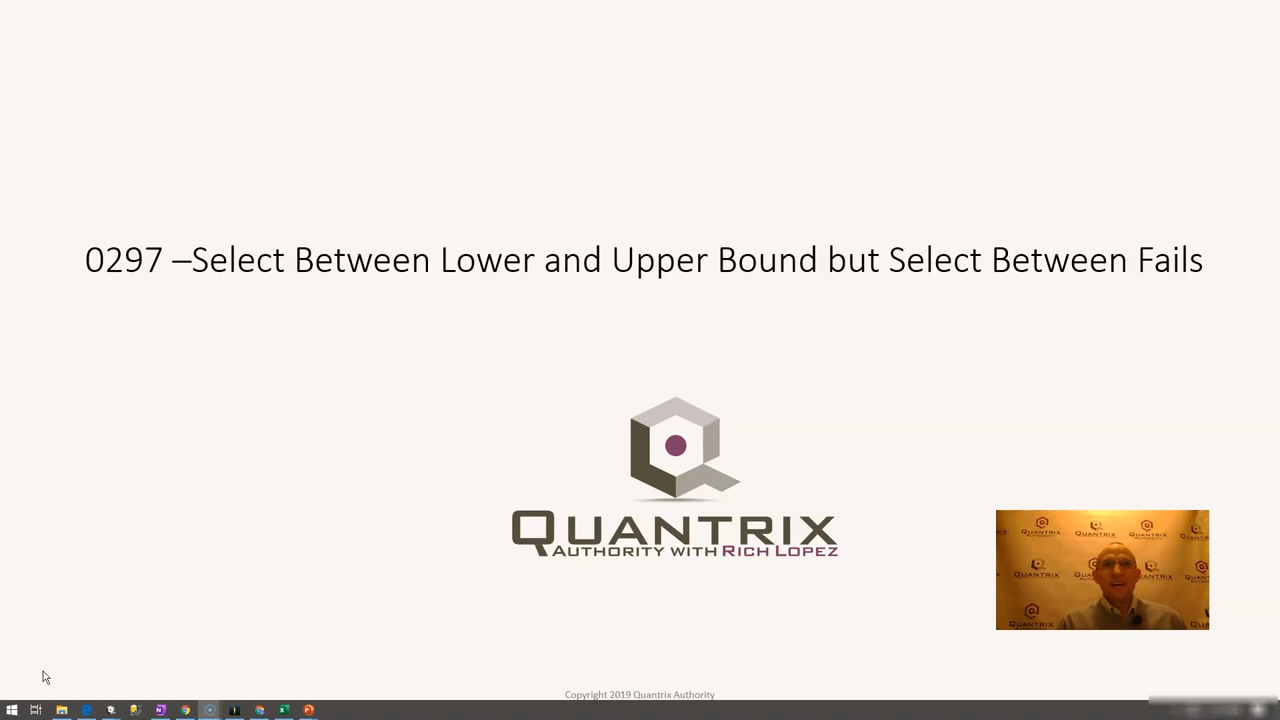 0297 –Select Between Lower and Upper Bound but Select Between Fails
QUANTRIX
AUTHORITY WITH RICH LOPEZ
Copyright 2019 Quantrix Authority